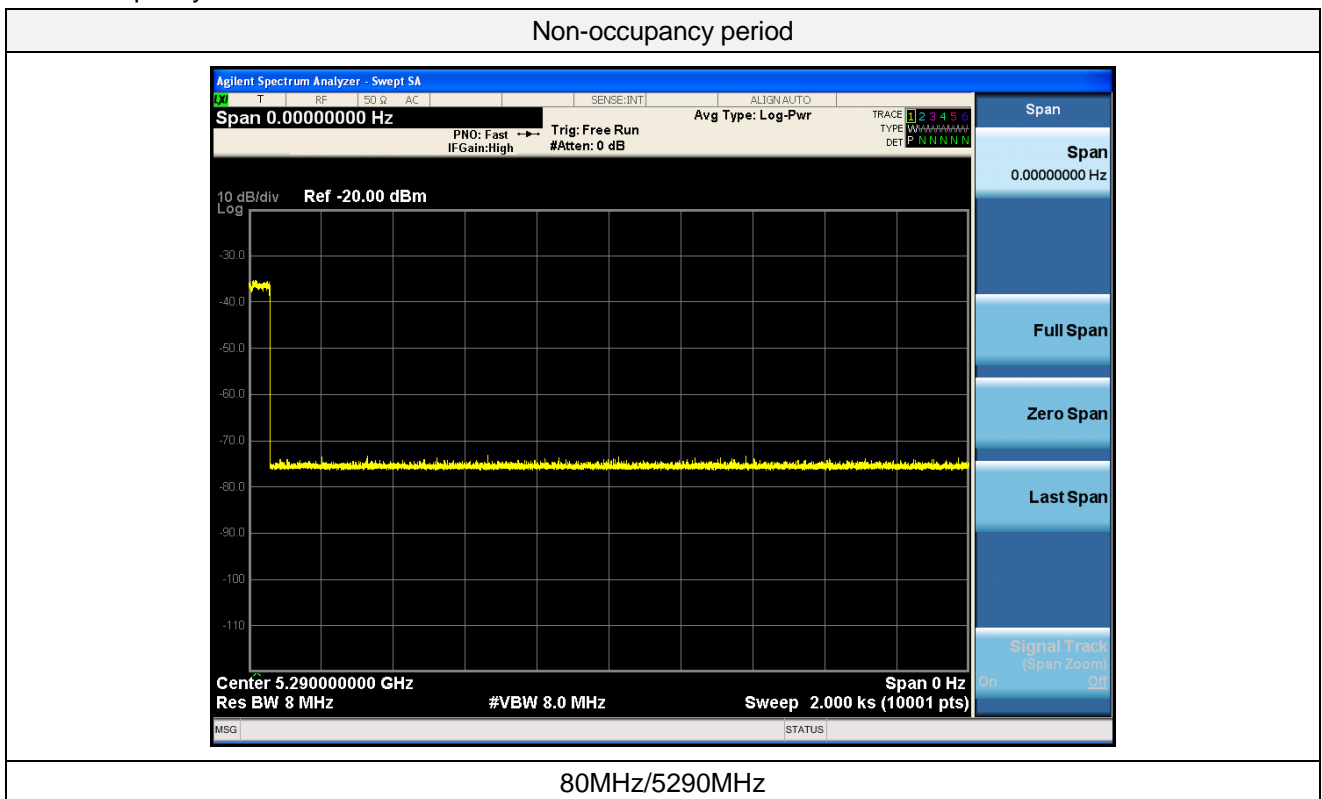 Non-occupancy period
Agilent Spectrum Analyzer - Swept SA
LXI T RF 50 Ω AC SENSE:INT ALIGNAUTO
Span 0.00000000 Hz
PNO: Fast
IFGain:High
Trig: Free Run
#Atten: 0 dB
Avg Type: Log-Pwr
TRACE 1 2 3 4 5 6
TYPE W
DET P N N N N N
10 dB/div Ref -20.00 dBm
Log
-30.0
-40.0
-50.0
-60.0
-70.0
-80.0
-90.0
-100
-110
Center 5.290000000 GHz
Span 0 Hz
Res BW 8 MHz
#VBW 8.0 MHz
Sweep 2.000 ks (10001 pts)
MSG
STATUS
Span
Span
0.00000000 Hz
Full Span
Zero Span
Last Span
Signal Track
(Span Zoom)
On Off
80MHz/5290MHz